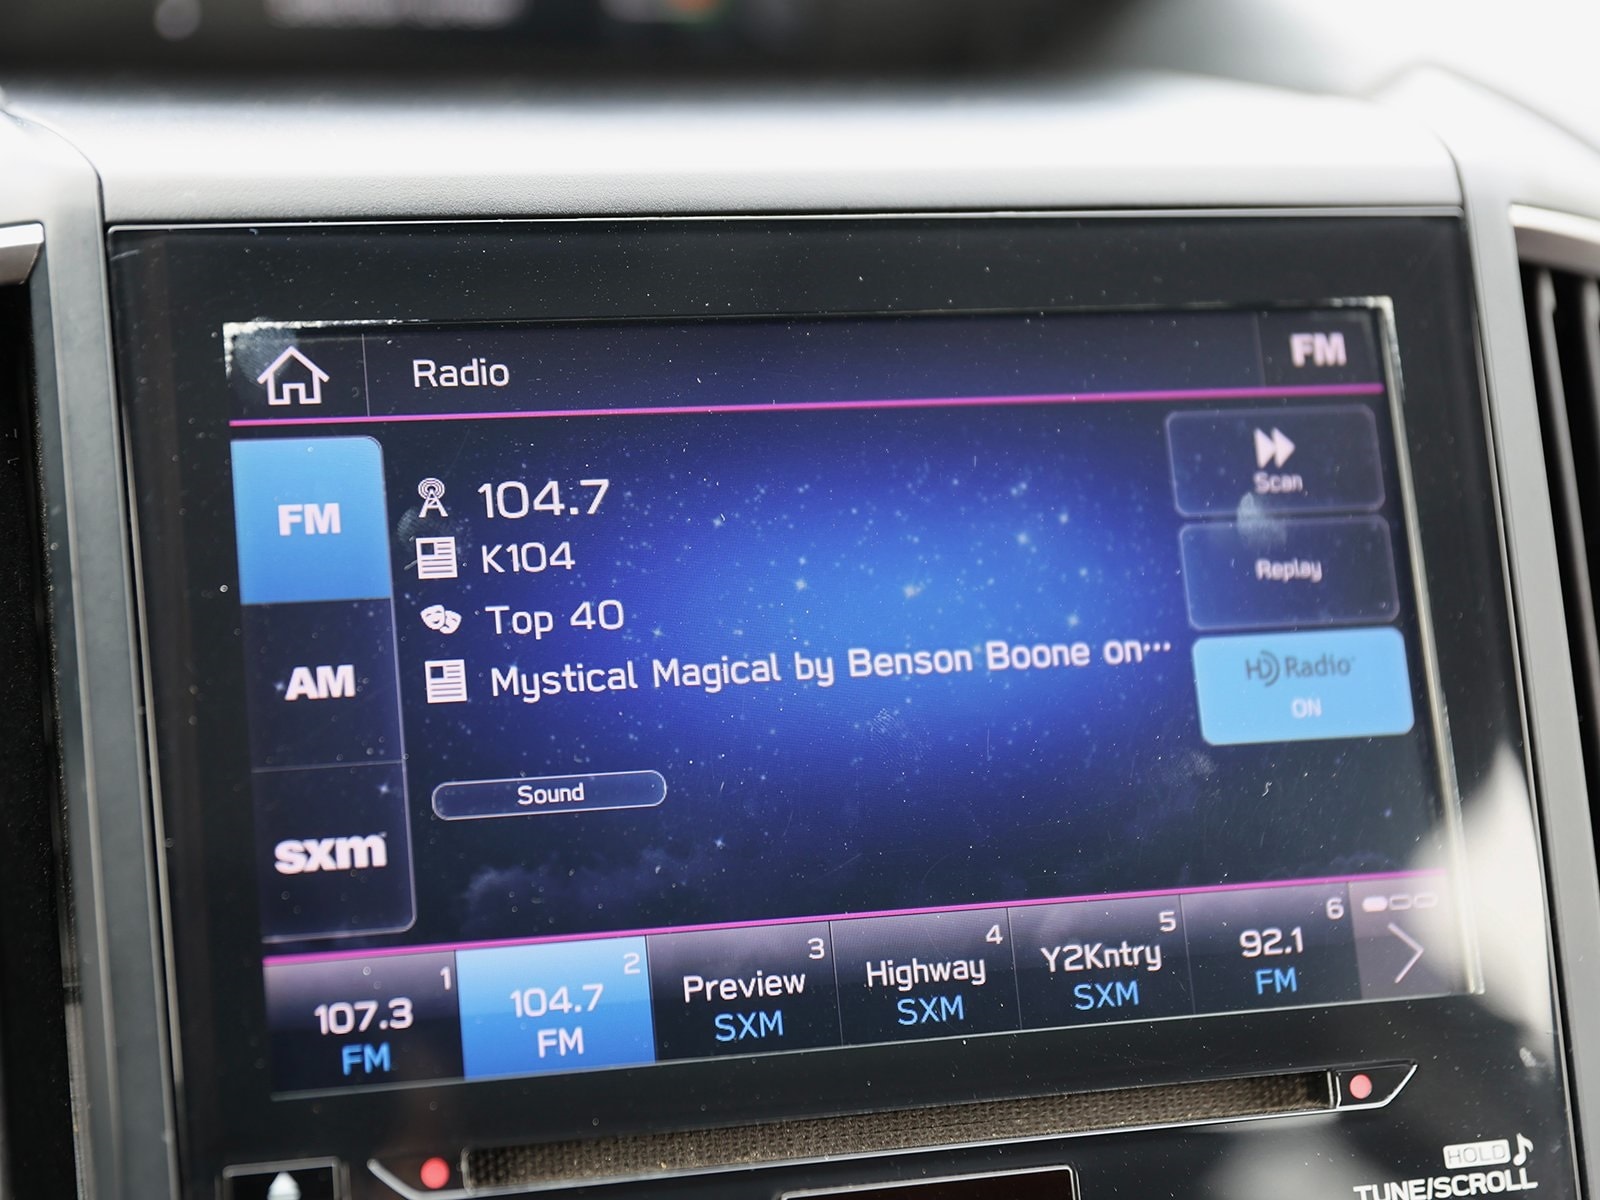 Radio
FM
FM
AM
sxm
104.7
K104
Top 40
Mystical Magical by Benson Boone on...
Sound
Scan
Replay
HD Radio
ON
1
107.3
FM
2
104.7
FM
3
Preview
SXM
4
Highway
SXM
5
Y2Kntry
SXM
6
92.1
FM
HOLD
TUNE/SCROLL